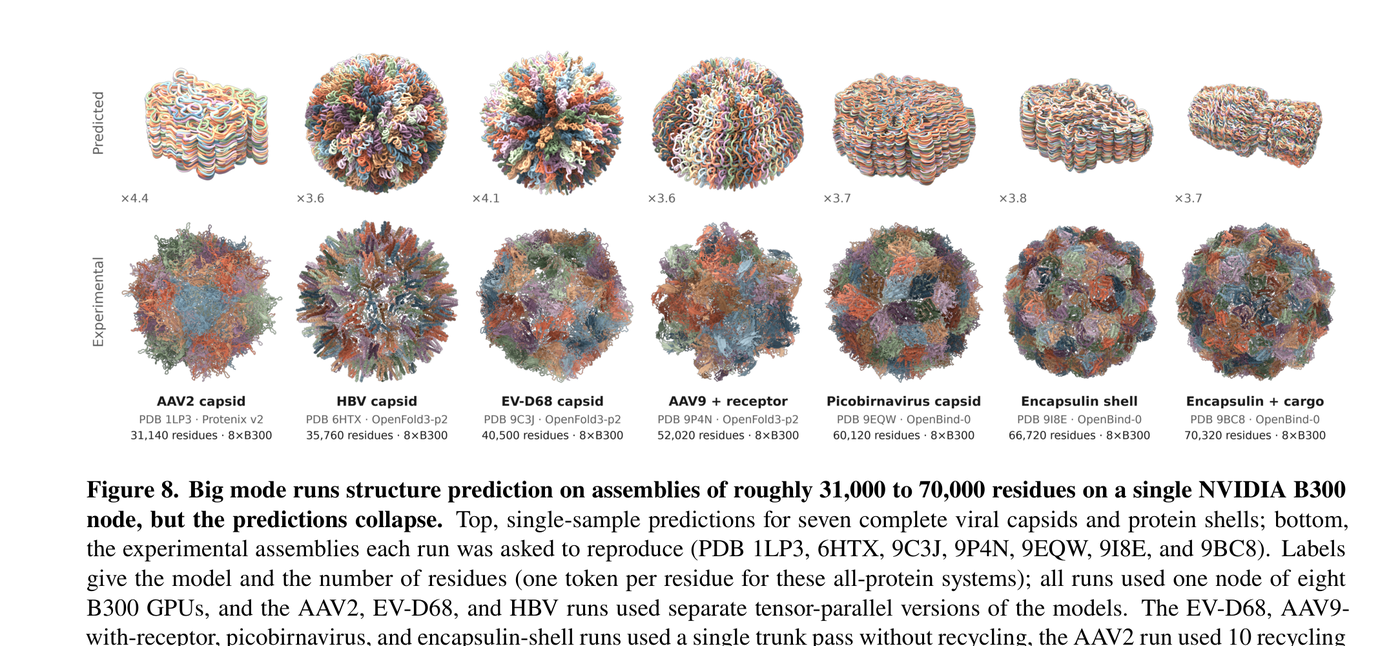 Predicted
×4.4 ×3.6 ×4.1 ×3.6 ×3.7 ×3.8 ×3.7
Experimental
AAV2 capsid HBV capsid EV-D68 capsid AAV9 + receptor Picobirnavirus capsid Encapsulin shell Encapsulin + cargo
PDB 1LP3 · Protenix v2 PDB 6HTX · OpenFold3-p2 PDB 9C3J · OpenFold3-p2 PDB 9P4N · OpenFold3-p2 PDB 9EQW · OpenBind-0 PDB 9I8E · OpenBind-0 PDB 9BC8 · OpenBind-0
31,140 residues · 8×B300 35,760 residues · 8×B300 40,500 residues · 8×B300 52,020 residues · 8×B300 60,120 residues · 8×B300 66,720 residues · 8×B300 70,320 residues · 8×B300
Figure 8. Big mode runs structure prediction on assemblies of roughly 31,000 to 70,000 residues on a single NVIDIA B300
node, but the predictions collapse. Top, single-sample predictions for seven complete viral capsids and protein shells; bottom,
the experimental assemblies each run was asked to reproduce (PDB 1LP3, 6HTX, 9C3J, 9P4N, 9EQW, 9I8E, and 9BC8). Labels
give the model and the number of residues (one token per residue for these all-protein systems); all runs used one node of eight
B300 GPUs, and the AAV2, EV-D68, and HBV runs used separate tensor-parallel versions of the models. The EV-D68, AAV9-
with-receptor, picobirnavirus, and encapsulin-shell runs used a single trunk pass without recycling, the AAV2 run used 10 recycling